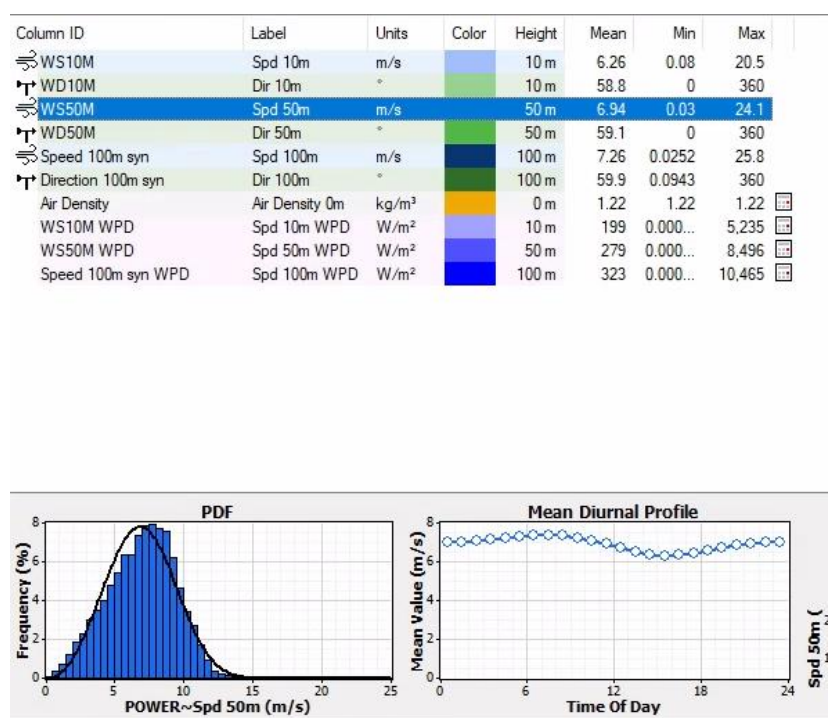 Column ID Label Units Color Height Mean Min Max
WS10M Spd 10m m/s 10 m 6.26 0.08 20.5
WD10M Dir 10m ° 10 m 58.8 0 360
WS50M Spd 50m m/s 50 m 6.94 0.03 24.1
WD50M Dir 50m ° 50 m 59.1 0 360
Speed 100m syn Spd 100m m/s 100 m 7.26 0.0252 25.8
Direction 100m syn Dir 100m ° 100 m 59.9 0.0943 360
Air Density Air Density 0m kg/m³ 0 m 1.22 1.22 1.22
WS10M WPD Spd 10m WPD W/m² 10 m 199 0.000... 5,235
WS50M WPD Spd 50m WPD W/m² 50 m 279 0.000... 8,496
Speed 100m syn WPD Spd 100m WPD W/m² 100 m 323 0.000... 10,465
PDF
Frequency (%)
8
6
4
2
0
0 5 10 15 20 25
POWER~Spd 50m (m/s)
Mean Diurnal Profile
Mean Value (m/s)
8
6
4
2
0
0 6 12 18 24
Time Of Day
Spd 50m (
2
1